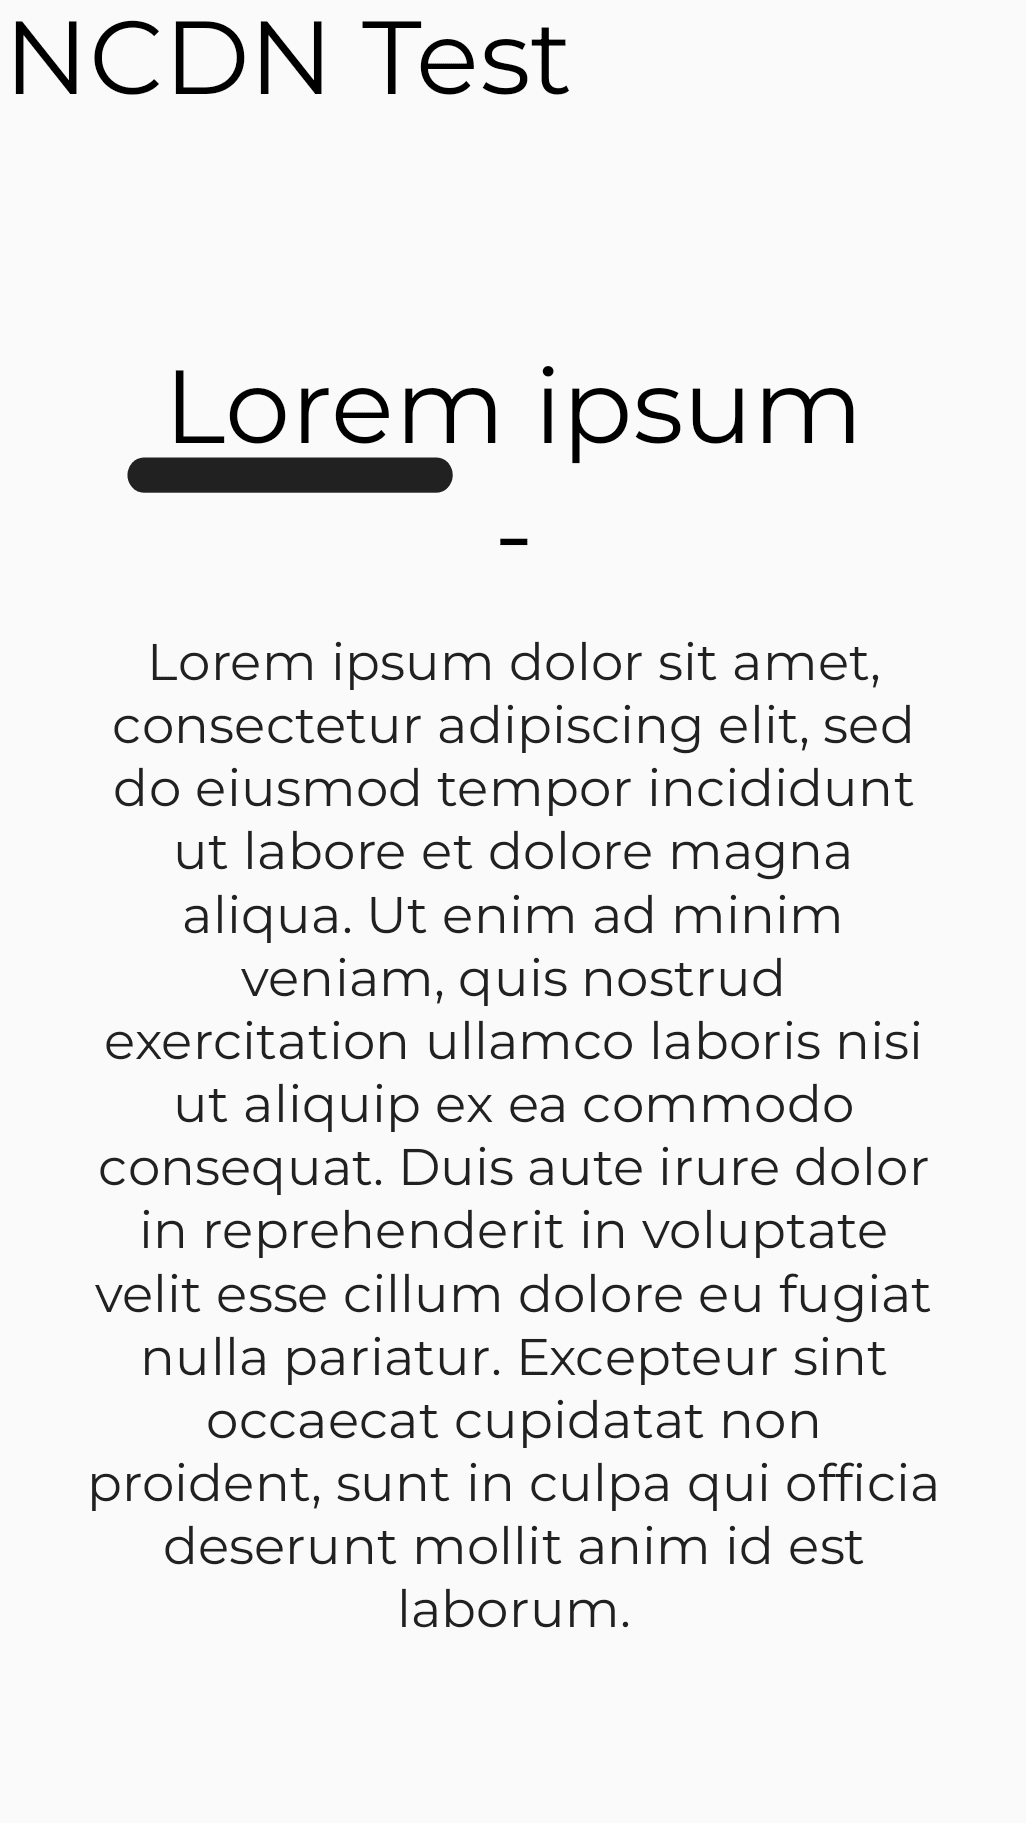 NCDN Test
Lorem ipsum
-
Lorem ipsum dolor sit amet,
consectetur adipiscing elit, sed
do eiusmod tempor incididunt
ut labore et dolore magna
aliqua. Ut enim ad minim
veniam, quis nostrud
exercitation ullamco laboris nisi
ut aliquip ex ea commodo
consequat. Duis aute irure dolor
in reprehenderit in voluptate
velit esse cillum dolore eu fugiat
nulla pariatur. Excepteur sint
occaecat cupidatat non
proident, sunt in culpa qui officia
deserunt mollit anim id est
laborum.